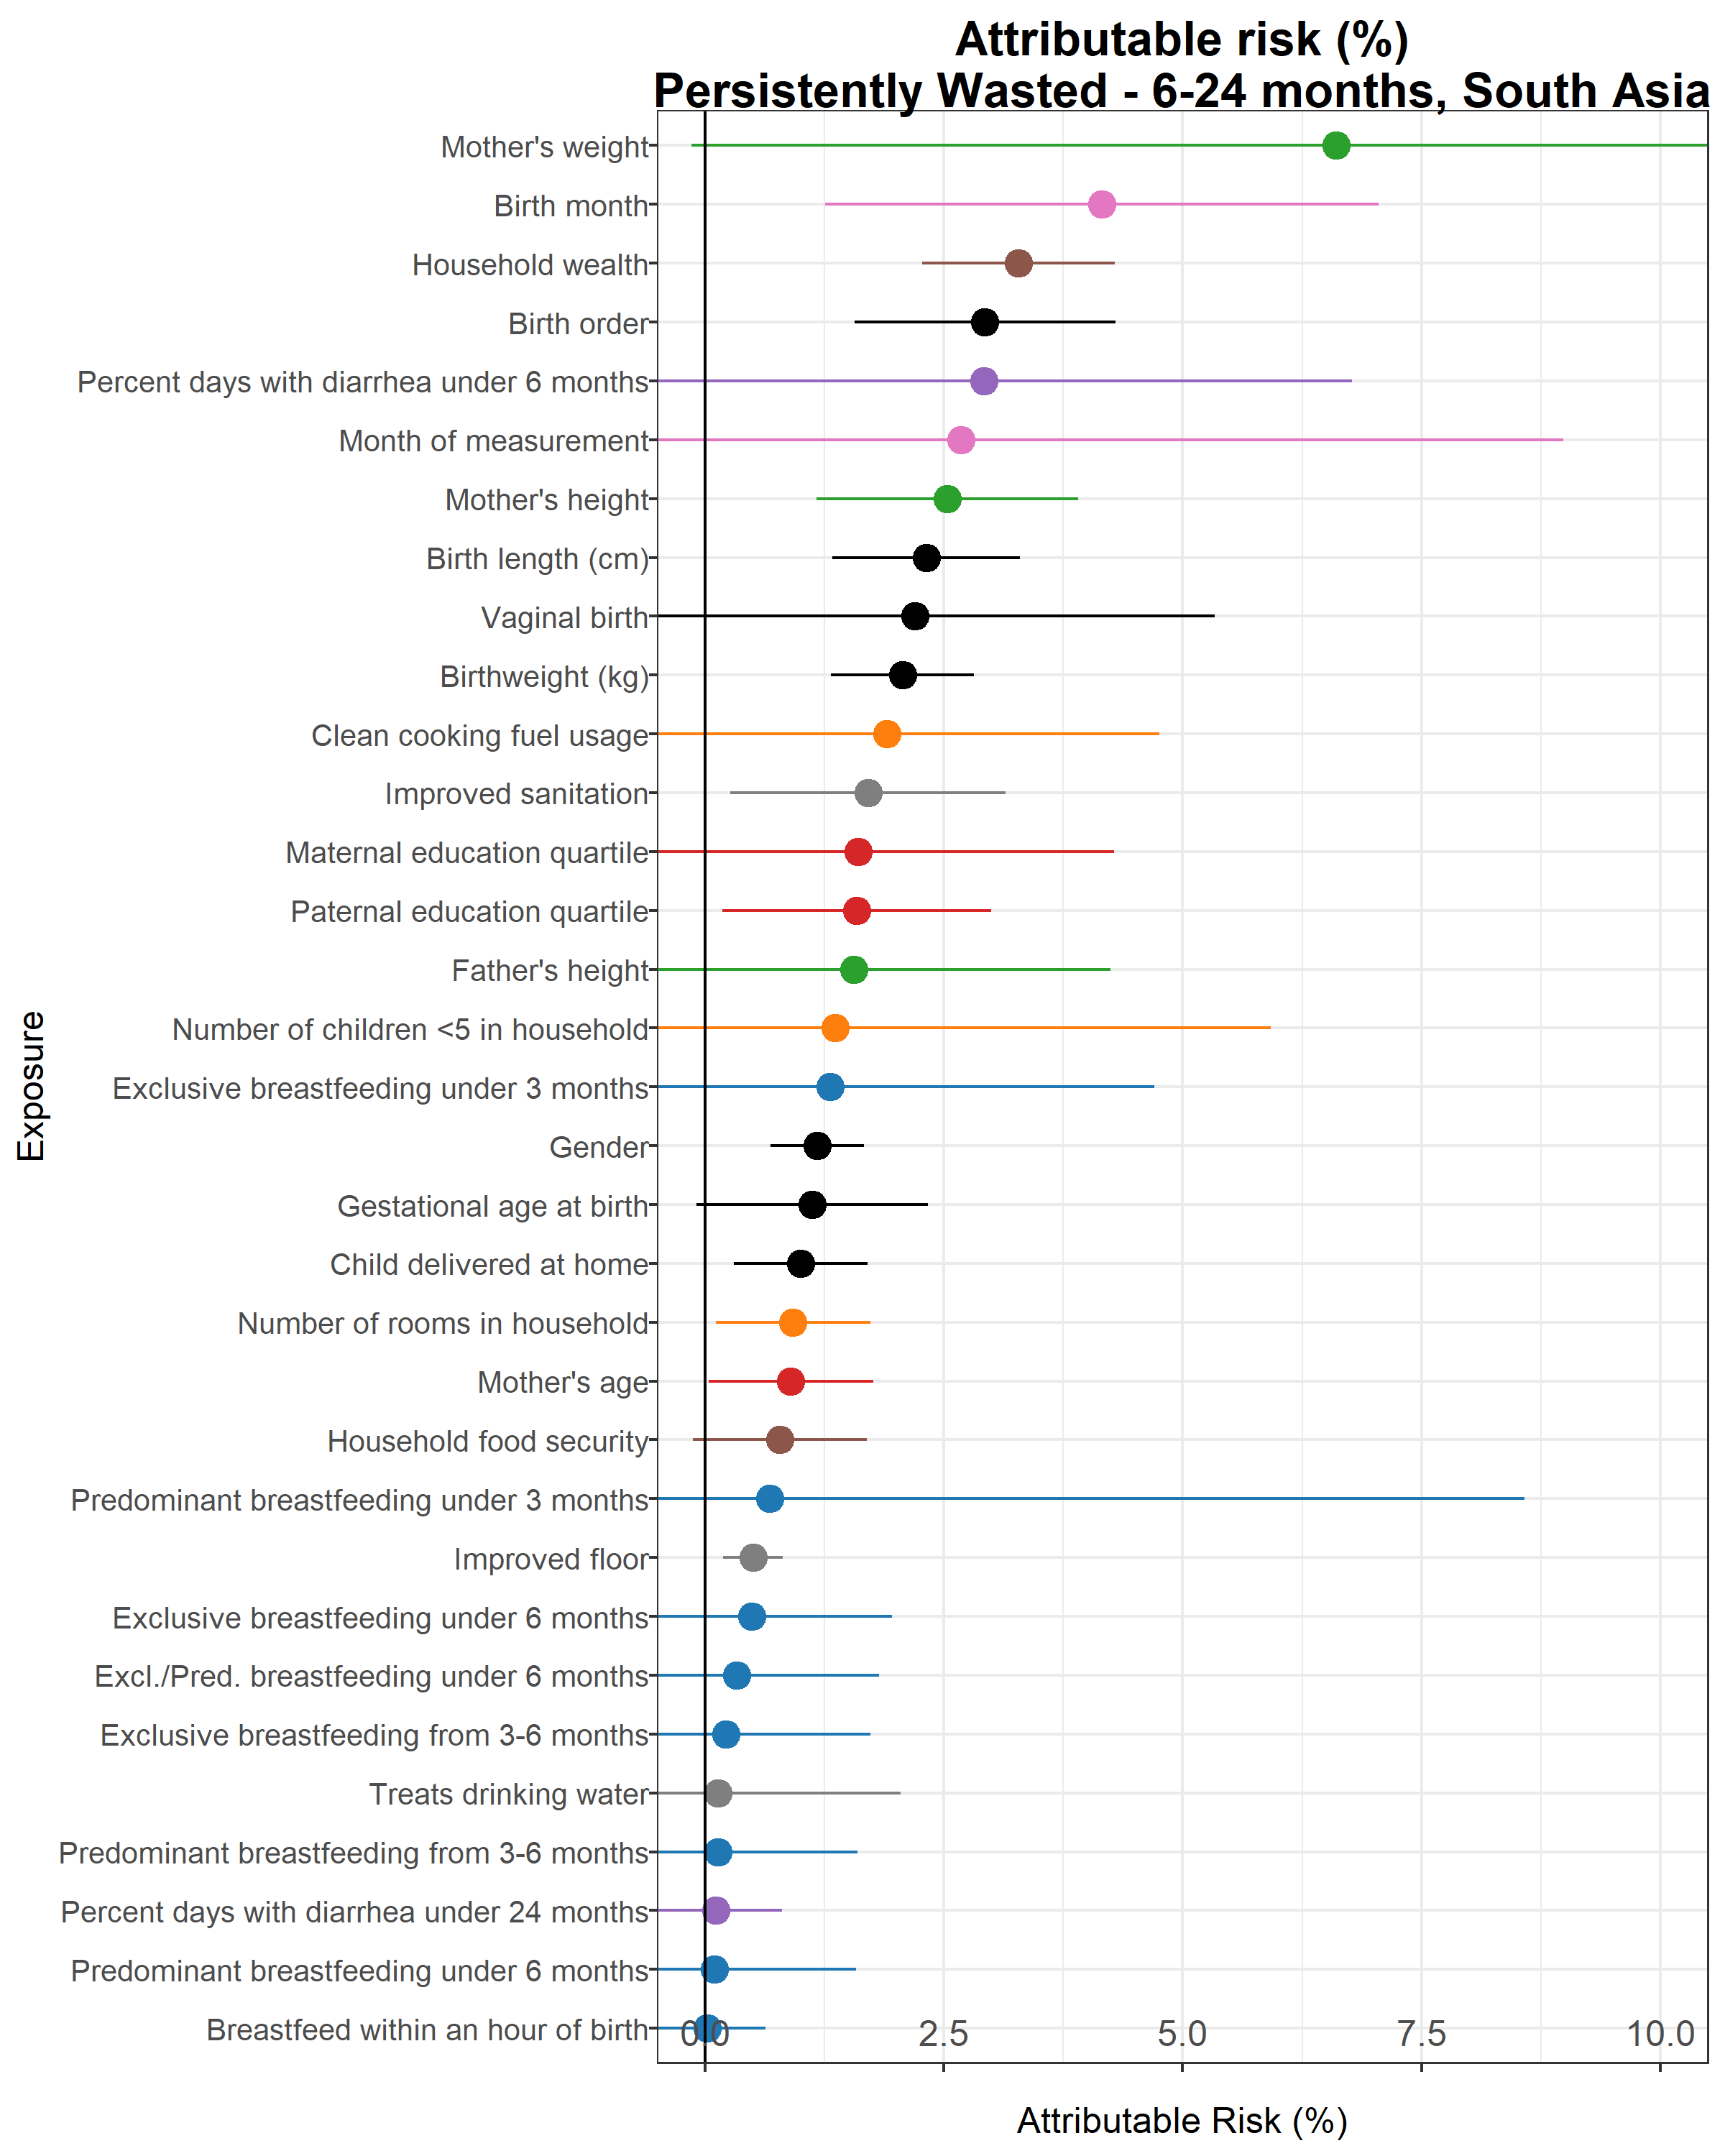 Attributable risk (%)
Persistently Wasted - 6-24 months, South Asia
Mother's weight
Birth month
Household wealth
Birth order
Percent days with diarrhea under 6 months
Month of measurement
Mother's height
Birth length (cm)
Vaginal birth
Birthweight (kg)
Clean cooking fuel usage
Improved sanitation
Maternal education quartile
Paternal education quartile
Father's height
Number of children <5 in household
Exclusive breastfeeding under 3 months
Gender
Gestational age at birth
Child delivered at home
Number of rooms in household
Mother's age
Household food security
Predominant breastfeeding under 3 months
Improved floor
Exclusive breastfeeding under 6 months
Excl./Pred. breastfeeding under 6 months
Exclusive breastfeeding from 3-6 months
Treats drinking water
Predominant breastfeeding from 3-6 months
Percent days with diarrhea under 24 months
Predominant breastfeeding under 6 months
Breastfeed within an hour of birth
Exposure
0.0 2.5 5.0 7.5 10.0
Attributable Risk (%)